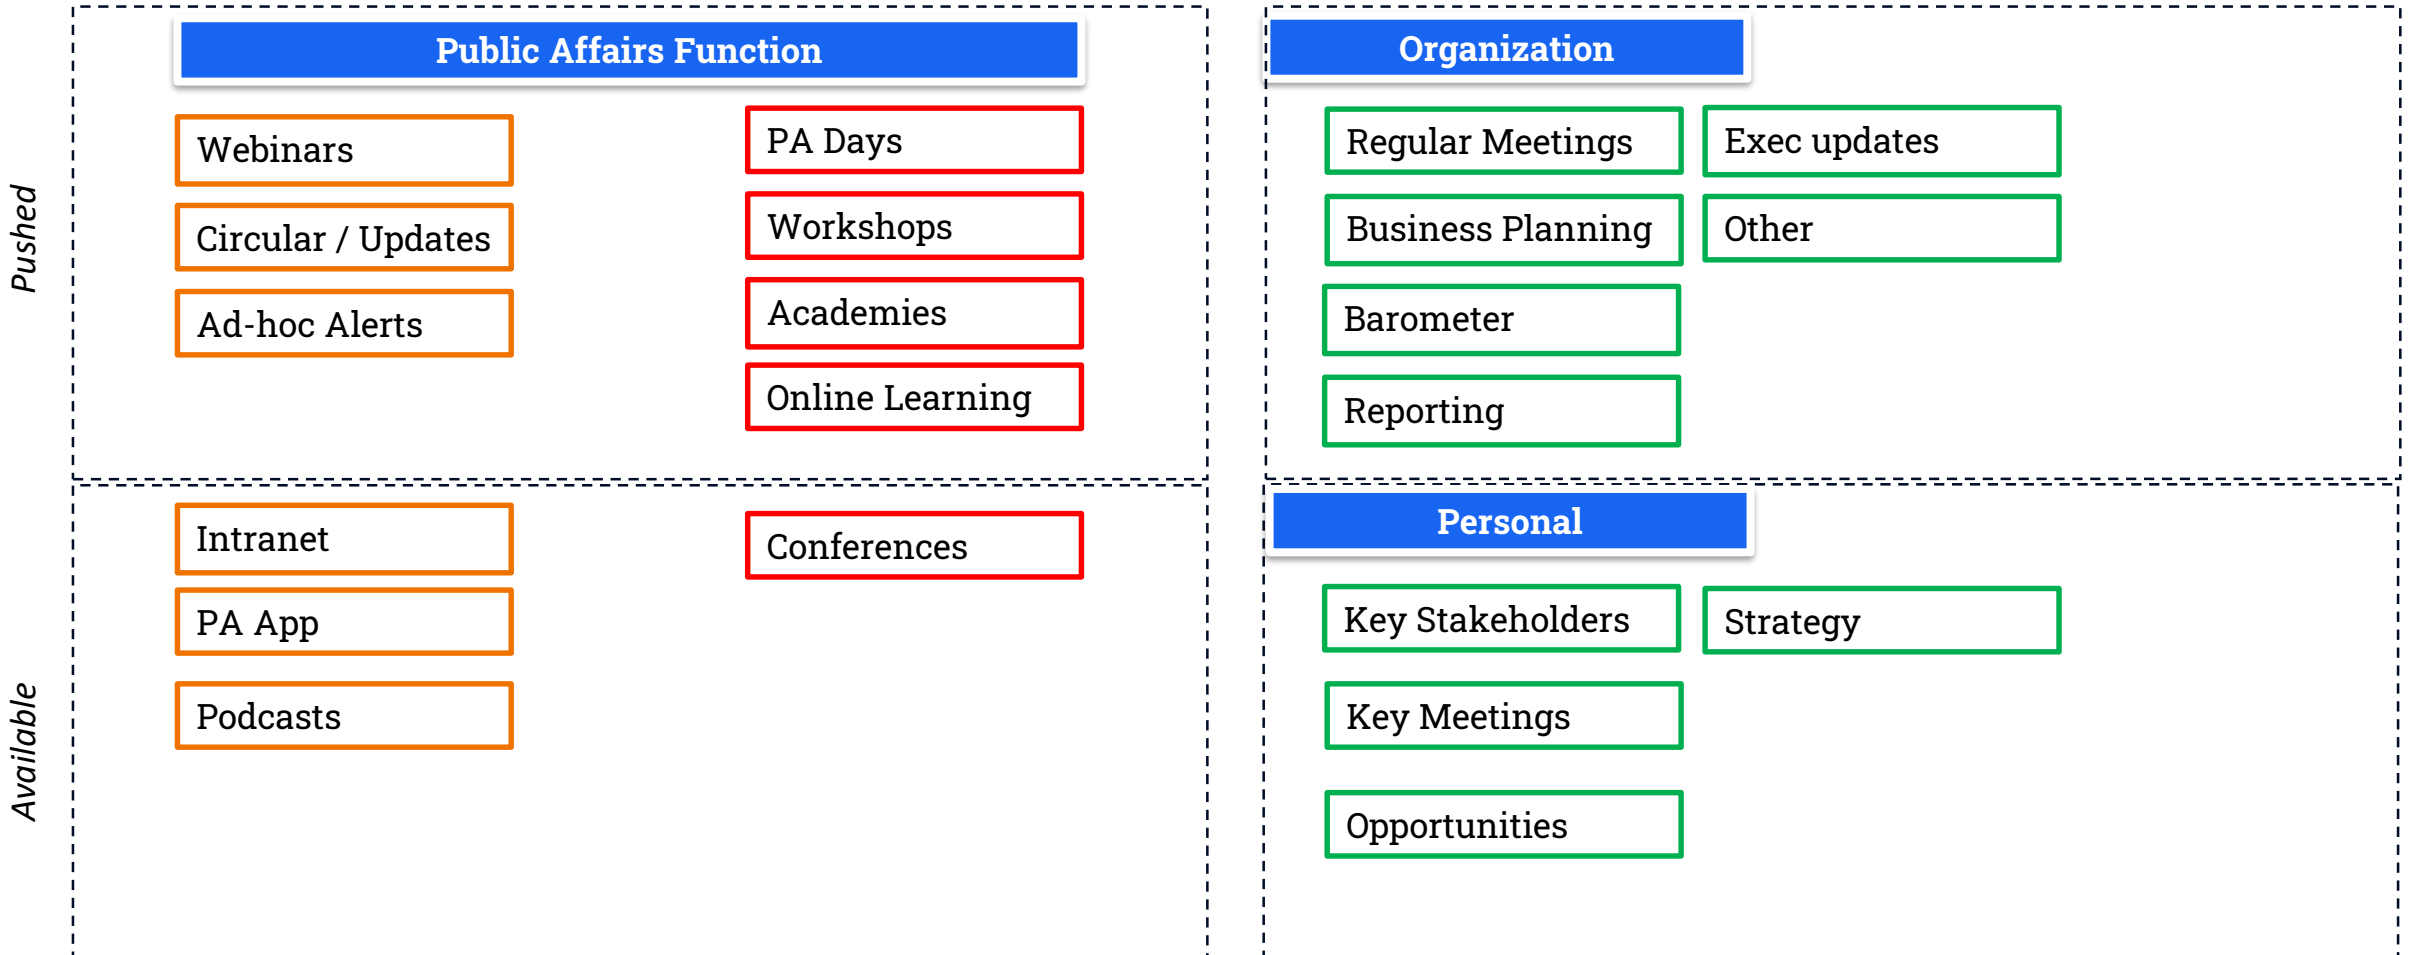 Public Affairs Function
Organization
Pushed
Webinars
Circular / Updates
Ad-hoc Alerts
PA Days
Workshops
Academies
Online Learning
Regular Meetings
Business Planning
Barometer
Reporting
Exec updates
Other
Available
Intranet
PA App
Podcasts
Conferences
Personal
Key Stakeholders
Key Meetings
Opportunities
Strategy